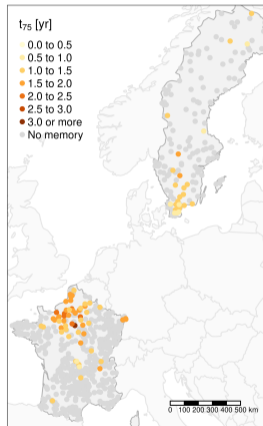 t75 [yr]
0.0 to 0.5
0.5 to 1.0
1.0 to 1.5
1.5 to 2.0
2.0 to 2.5
2.5 to 3.0
3.0 or more
No memory
0 100 200 300 400 500 km